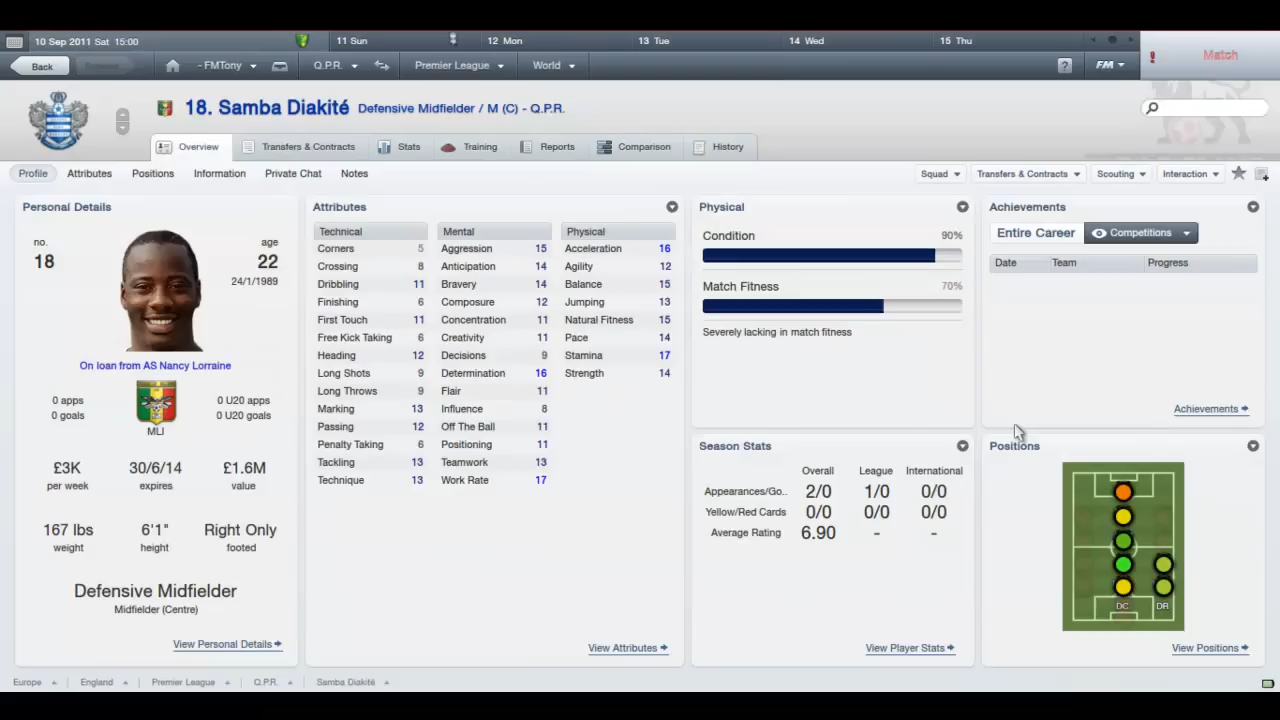 10 Sep 2011 Sat 15:00
11 Sun
12 Mon
13 Tue
14 Wed
15 Thu
Back
- FMTony
Q.P.R.
Premier League
World
?
FM
Match
18. Samba Diakité
Defensive Midfielder / M (C) - Q.P.R.
Overview
Transfers & Contracts
Stats
Training
Reports
Comparison
History
Profile
Attributes
Positions
Information
Private Chat
Notes
Squad
Transfers & Contracts
Scouting
Interaction
Personal Details
no.
18
age
22
24/1/1989
On loan from AS Nancy Lorraine
0 apps
0 goals
MLI
0 U20 apps
0 U20 goals
£3K
per week
30/6/14
expires
£1.6M
value
167 lbs
weight
6'1"
height
Right Only
footed
Defensive Midfielder
Midfielder (Centre)
View Personal Details
Attributes
Technical
Corners 5
Crossing 8
Dribbling 11
Finishing 6
First Touch 11
Free Kick Taking 6
Heading 12
Long Shots 9
Long Throws 9
Marking 13
Passing 12
Penalty Taking 6
Tackling 13
Technique 13
Mental
Aggression 15
Anticipation 14
Bravery 14
Composure 12
Concentration 11
Creativity 11
Decisions 9
Determination 16
Flair 11
Influence 8
Off The Ball 11
Positioning 11
Teamwork 13
Work Rate 17
Physical
Acceleration 16
Agility 12
Balance 15
Jumping 13
Natural Fitness 15
Pace 14
Stamina 17
Strength 14
View Attributes
Physical
Condition 90%
Match Fitness 70%
Severely lacking in match fitness
Season Stats
Overall League International
Appearances/Go.. 2/0 1/0 0/0
Yellow/Red Cards 0/0 0/0 0/0
Average Rating 6.90 - -
View Player Stats
Achievements
Entire Career
Competitions
Date Team Progress
Achievements
Positions
DC DR
View Positions
Europe
England
Premier League
Q.P.R.
Samba Diakité